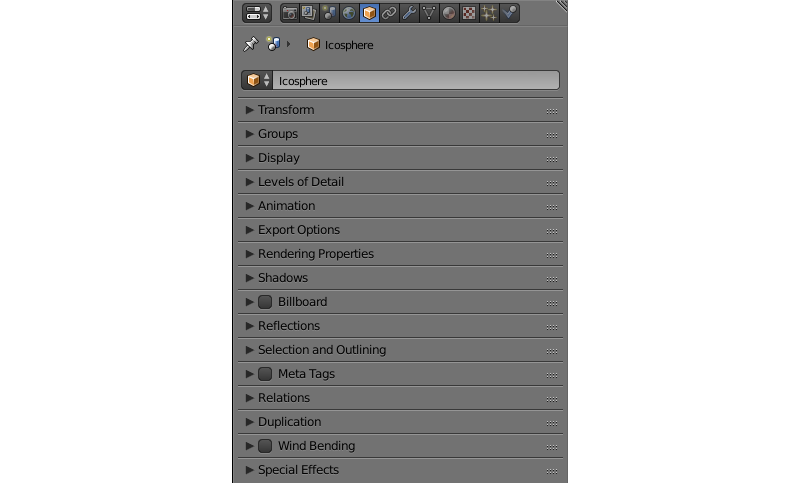 Icosphere
Icosphere
Transform
Groups
Display
Levels of Detail
Animation
Export Options
Rendering Properties
Shadows
Billboard
Reflections
Selection and Outlining
Meta Tags
Relations
Duplication
Wind Bending
Special Effects